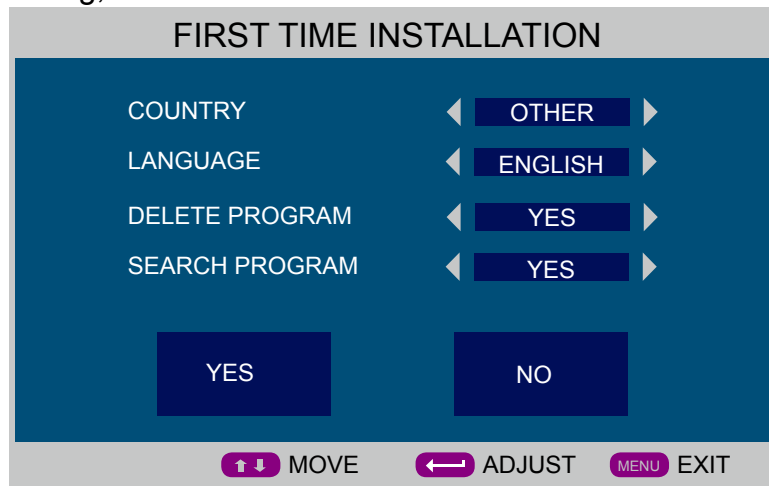 FIRST TIME INSTALLATION
COUNTRY OTHER
LANGUAGE ENGLISH
DELETE PROGRAM YES
SEARCH PROGRAM YES
YES NO
MOVE ADJUST MENU EXIT